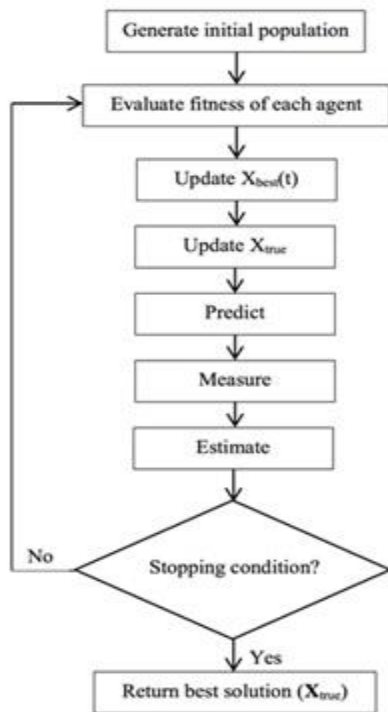 Generate initial population
Evaluate fitness of each agent
Update Xbest(t)
Update Xtrue
Predict
Measure
Estimate
Stopping condition?
No
Yes
Return best solution (Xtrue)